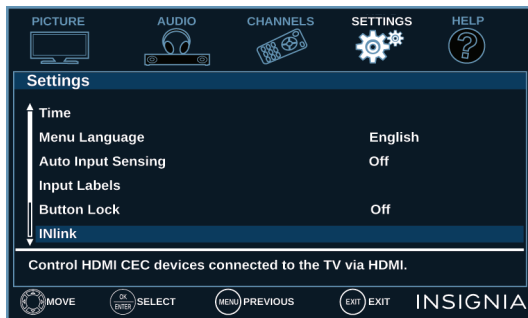 PICTURE
AUDIO
CHANNELS
SETTINGS
HELP
Settings
Time
Menu Language English
Auto Input Sensing Off
Input Labels
Button Lock Off
INlink
Control HDMI CEC devices connected to the TV via HDMI.
MOVE OK ENTER SELECT MENU PREVIOUS EXIT EXIT INSIGNIA